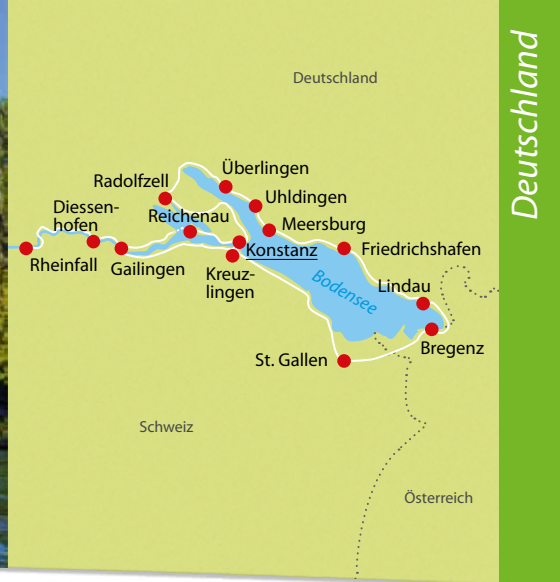 Deutschland
Deutschland
Überlingen
Radolfzell
Uhldingen
Diessen-
hofen
Reichenau
Meersburg
Konstanz
Friedrichshafen
Rheinfall
Gailingen
Kreuz-
lingen
Bodensee
Lindau
Bregenz
St. Gallen
Schweiz
Österreich